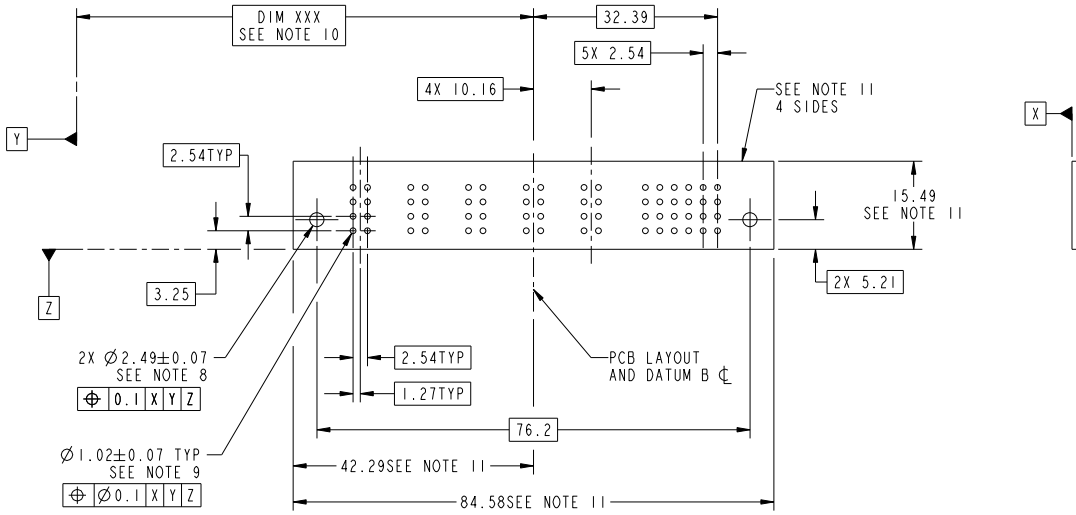 DIM XXX
SEE NOTE 10
32.39
5X 2.54
4X 10.16
SEE NOTE 11
4 SIDES
X
Y
2.54TYP
15.49
SEE NOTE 11
3.25
2X 5.21
Z
2X Ø2.49±0.07
SEE NOTE 8
⌖ 0.1 X Y Z
2.54TYP
1.27TYP
PCB LAYOUT
AND DATUM B ℄
76.2
Ø1.02±0.07 TYP
SEE NOTE 9
⌖ Ø0.1 X Y Z
42.29SEE NOTE 11
84.58SEE NOTE 11